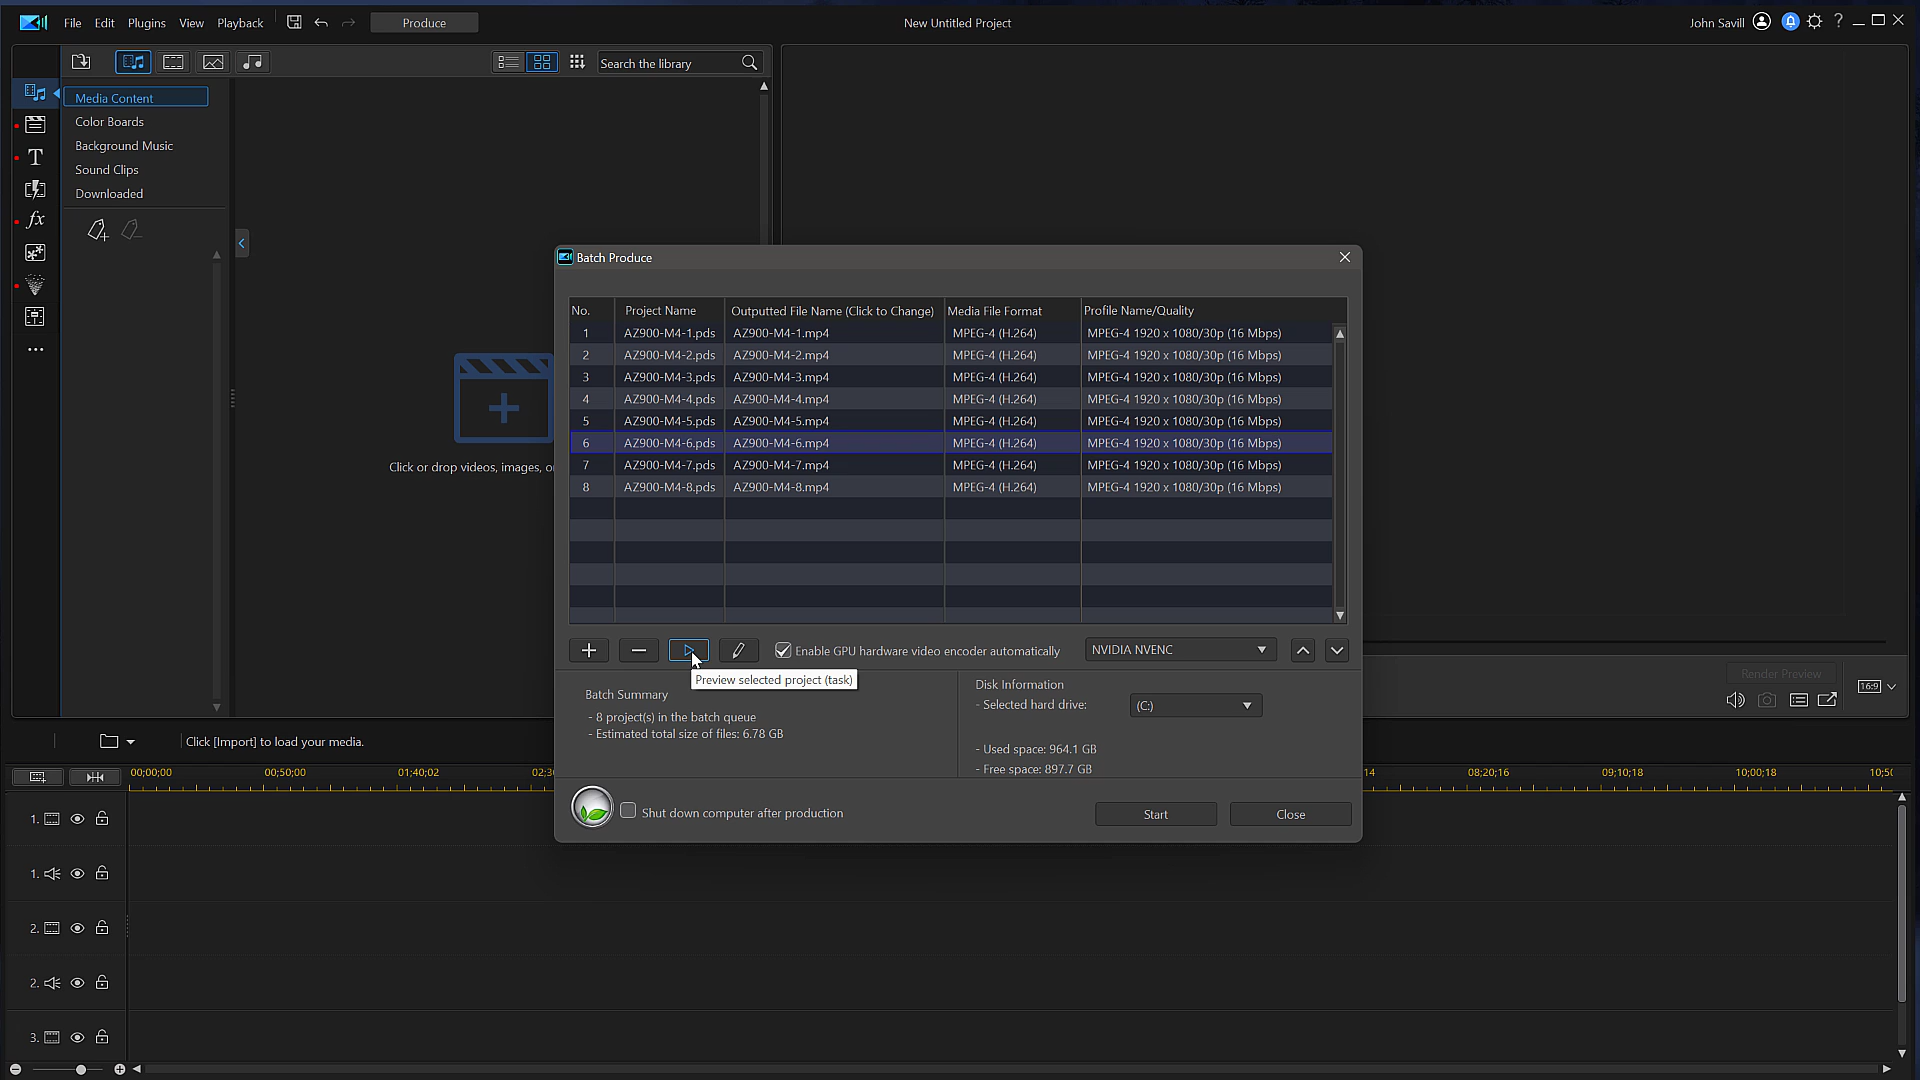 File Edit Plugins View Playback Produce New Untitled Project John Savill ?
Search the library
Media Content
Color Boards
Background Music
Sound Clips
Downloaded
T
fx
Click or drop videos, images, o
Batch Produce
No. Project Name Outputted File Name (Click to Change) Media File Format Profile Name/Quality
1 AZ900-M4-1.pds AZ900-M4-1.mp4 MPEG-4 (H.264) MPEG-4 1920 x 1080/30p (16 Mbps)
2 AZ900-M4-2.pds AZ900-M4-2.mp4 MPEG-4 (H.264) MPEG-4 1920 x 1080/30p (16 Mbps)
3 AZ900-M4-3.pds AZ900-M4-3.mp4 MPEG-4 (H.264) MPEG-4 1920 x 1080/30p (16 Mbps)
4 AZ900-M4-4.pds AZ900-M4-4.mp4 MPEG-4 (H.264) MPEG-4 1920 x 1080/30p (16 Mbps)
5 AZ900-M4-5.pds AZ900-M4-5.mp4 MPEG-4 (H.264) MPEG-4 1920 x 1080/30p (16 Mbps)
6 AZ900-M4-6.pds AZ900-M4-6.mp4 MPEG-4 (H.264) MPEG-4 1920 x 1080/30p (16 Mbps)
7 AZ900-M4-7.pds AZ900-M4-7.mp4 MPEG-4 (H.264) MPEG-4 1920 x 1080/30p (16 Mbps)
8 AZ900-M4-8.pds AZ900-M4-8.mp4 MPEG-4 (H.264) MPEG-4 1920 x 1080/30p (16 Mbps)
Enable GPU hardware video encoder automatically NVIDIA NVENC
Preview selected project (task)
Batch Summary
- 8 project(s) in the batch queue
- Estimated total size of files: 6.78 GB
Disk Information
- Selected hard drive: (C:)
- Used space: 964.1 GB
- Free space: 897.7 GB
Shut down computer after production Start Close
Render Preview
16:9
Click [Import] to load your media.
00;00;00 00;50;00 01;40;02 02;3 14 08;20;16 09;10;18 10;00;18 10;50
1.
1.
2.
2.
3.